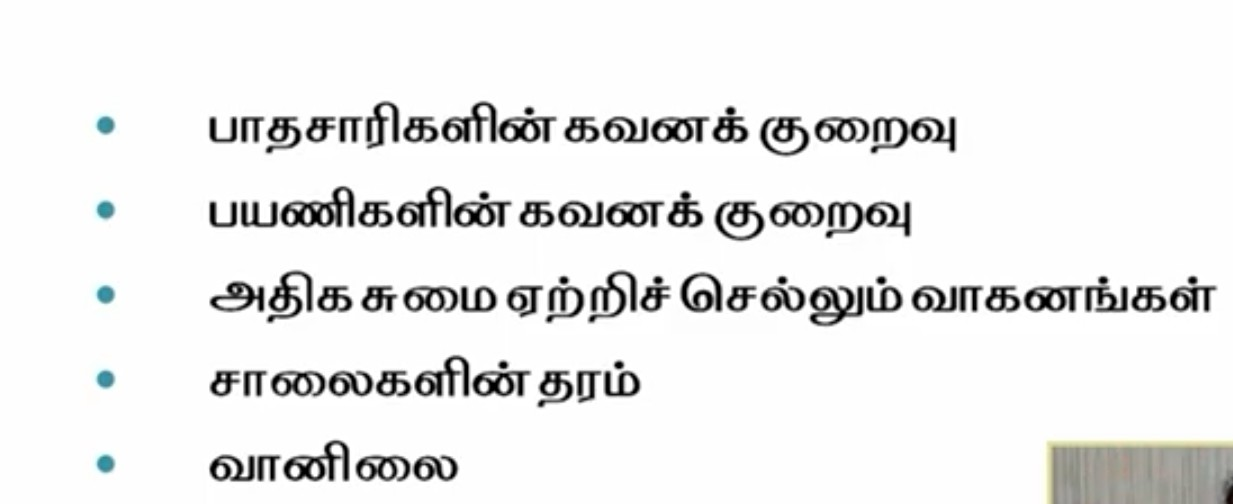 • பாதசாரிகளின் கவனக் குறைவு
• பயணிகளின் கவனக் குறைவு
• அதிக சுமை ஏற்றிச் செல்லும் வாகனங்கள்
• சாலைகளின் தரம்
• வானிலை